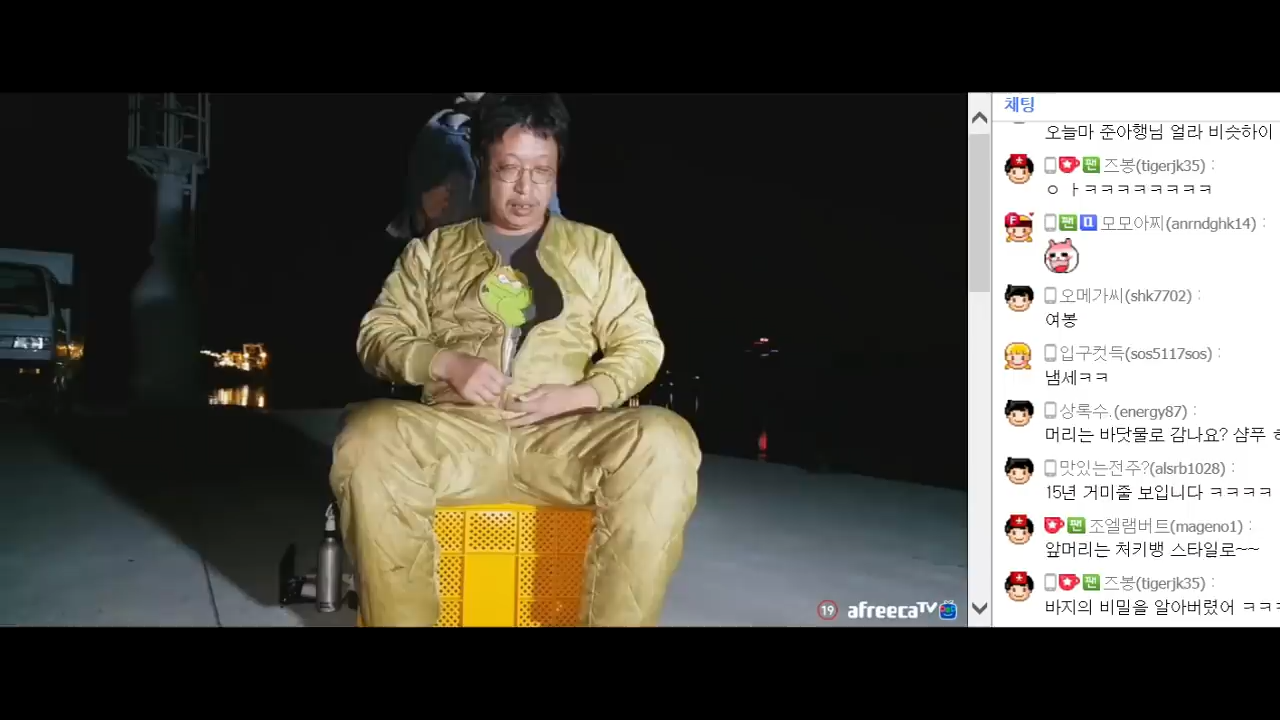 채팅
오늘마 준아행님 얼라 비슷하이
팬 즈봉(tigerjk35) :
ㅇ ㅏㅋㅋㅋㅋㅋㅋㅋㅋ
F 팬 모모아찌(anrndghk14) :
오메가씨(shk7702) :
여봉
입구컷득(sos5117sos) :
냄세ㅋㅋ
상록수.(energy87) :
머리는 바닷물로 감나요? 샴푸
맛있는전주?(alsrb1028) :
15년 거미줄 보입니다 ㅋㅋㅋㅋ
팬 조엘램버트(mageno1) :
앞머리는 처키뱅 스타일로~~
팬 즈봉(tigerjk35) :
바지의 비밀을 알아버렸어 ㅋㅋㅋ
19 afreecaTV